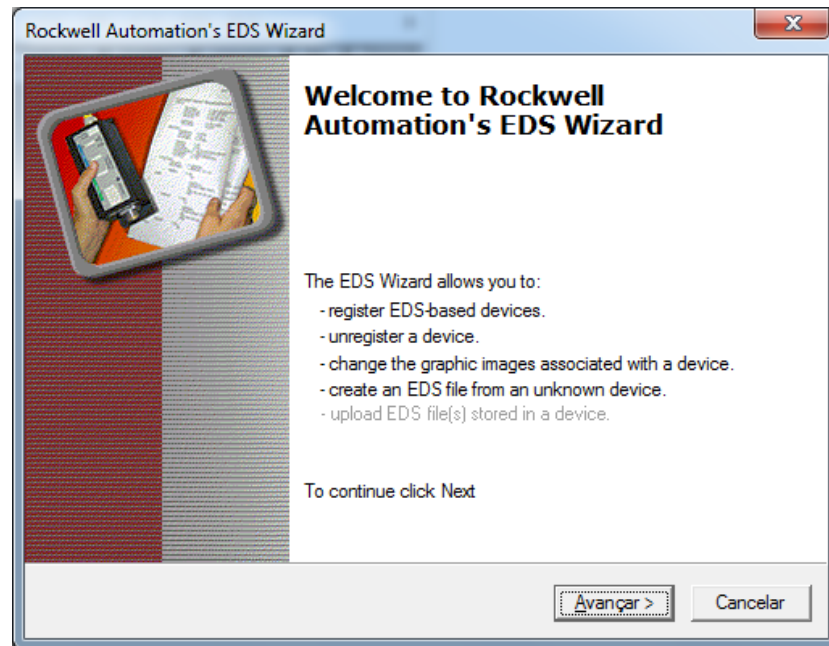 Rockwell Automation's EDS Wizard
Welcome to Rockwell
Automation's EDS Wizard
The EDS Wizard allows you to:
- register EDS-based devices.
- unregister a device.
- change the graphic images associated with a device.
- create an EDS file from an unknown device.
- upload EDS file(s) stored in a device.
To continue click Next
Avançar >
Cancelar